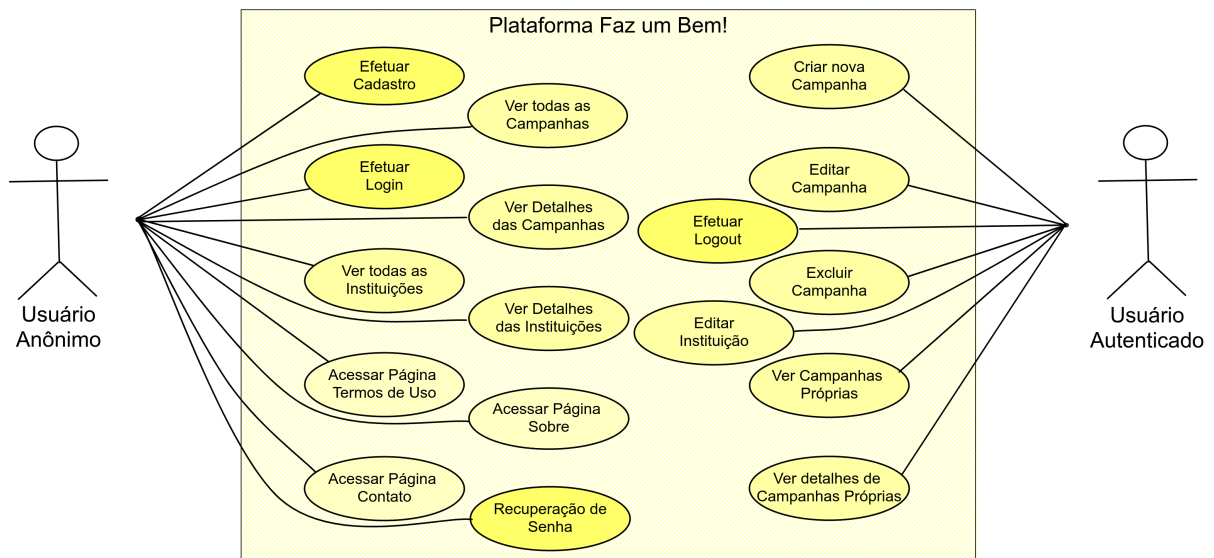 Plataforma Faz um Bem!
Efetuar
Cadastro
Ver todas as
Campanhas
Efetuar
Login
Ver Detalhes
das Campanhas
Ver todas as
Instituições
Ver Detalhes
das Instituições
Acessar Página
Termos de Uso
Acessar Página
Sobre
Acessar Página
Contato
Recuperação de
Senha
Criar nova
Campanha
Editar
Campanha
Efetuar
Logout
Excluir
Campanha
Editar
Instituição
Ver Campanhas
Próprias
Ver detalhes de
Campanhas Próprias
Usuário
Anônimo
Usuário
Autenticado